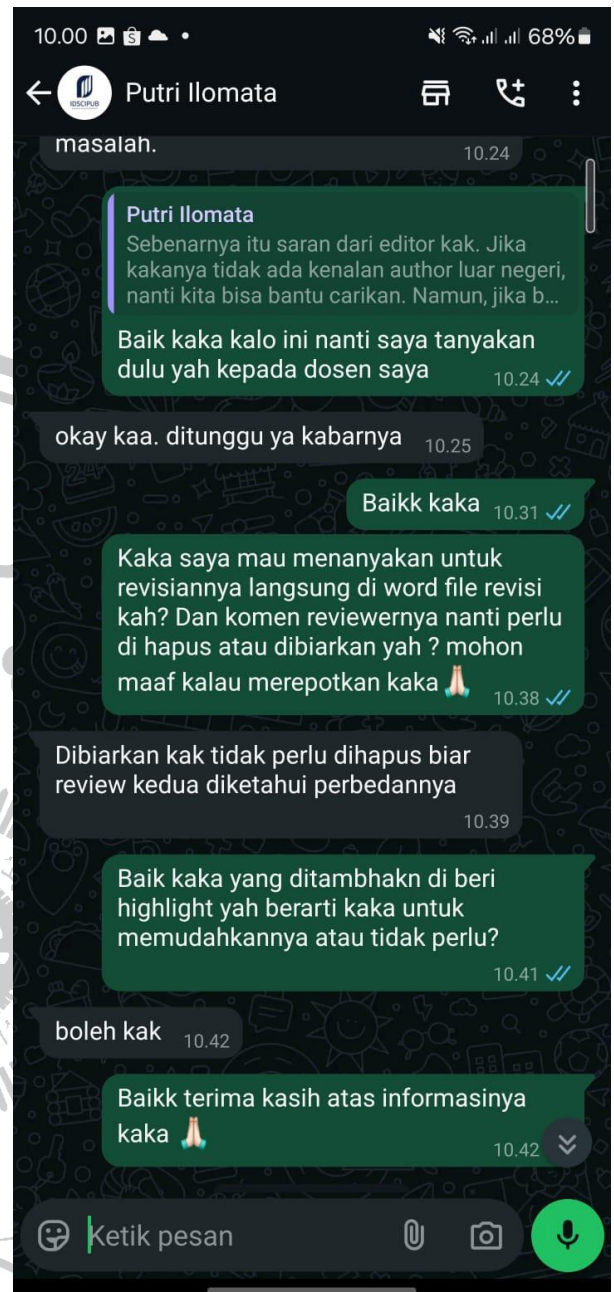 10.00
68%
IDSCIPUB
Putri Ilomata
masalah.
10.24
Putri Ilomata
Sebenarnya itu saran dari editor kak. Jika
kakanya tidak ada kenalan author luar negeri,
nanti kita bisa bantu carikan. Namun, jika b...
Baik kaka kalo ini nanti saya tanyakan
dulu yah kepada dosen saya
10.24
okay kaa. ditunggu ya kabarnya
10.25
Baikk kaka
10.31
Kaka saya mau menanyakan untuk
revisiannya langsung di word file revisi
kah? Dan komen reviewernya nanti perlu
di hapus atau dibiarkan yah ? mohon
maaf kalau merepotkan kaka 🙏🏻
10.38
Dibiarkan kak tidak perlu dihapus biar
review kedua diketahui perbedannya
10.39
Baik kaka yang ditambhakn di beri
highlight yah berarti kaka untuk
memudahkannya atau tidak perlu?
10.41
boleh kak
10.42
Baikk terima kasih atas informasinya
kaka 🙏🏻
10.42
Ketik pesan